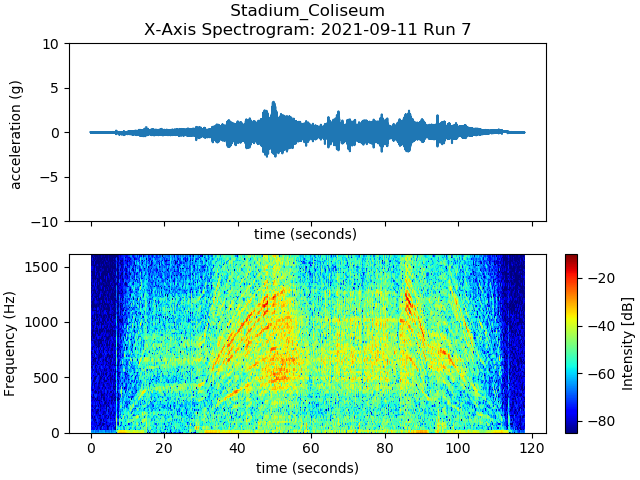 Stadium_Coliseum
X-Axis Spectrogram: 2021-09-11 Run 7
10
5
0
−5
−10
acceleration (g)
time (seconds)
1500
1000
500
0
Frequency (Hz)
0 20 40 60 80 100 120
time (seconds)
−20
−40
−60
−80
Intensity [dB]